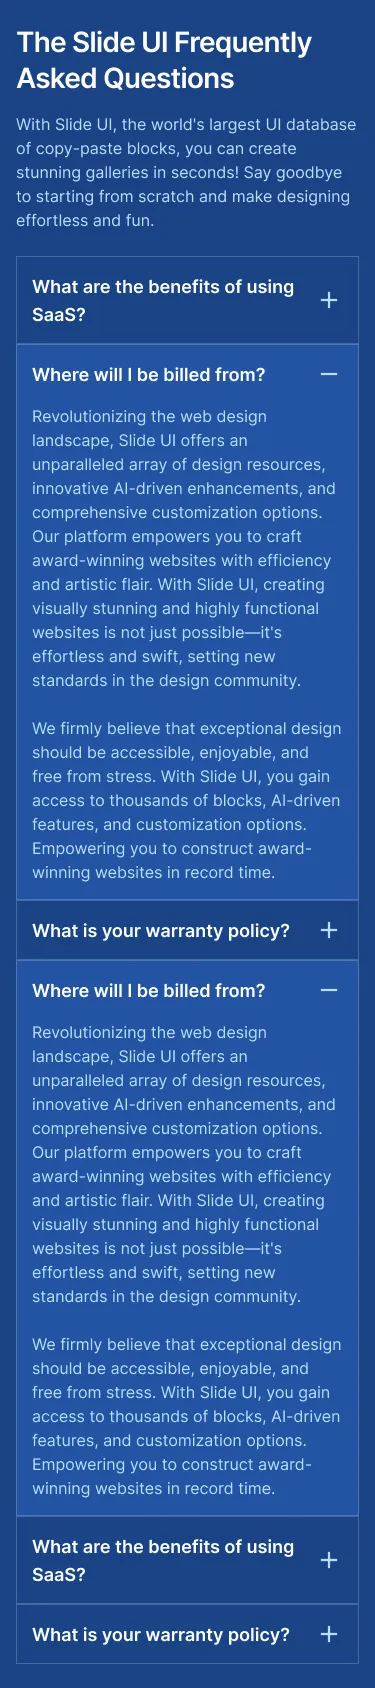 The Slide UI Frequently
Asked Questions
With Slide UI, the world's largest UI database
of copy-paste blocks, you can create
stunning galleries in seconds! Say goodbye
to starting from scratch and make designing
effortless and fun.
What are the benefits of using
SaaS?
Where will I be billed from?
Revolutionizing the web design
landscape, Slide UI offers an
unparalleled array of design resources,
innovative AI-driven enhancements, and
comprehensive customization options.
Our platform empowers you to craft
award-winning websites with efficiency
and artistic flair. With Slide UI, creating
visually stunning and highly functional
websites is not just possible—it's
effortless and swift, setting new
standards in the design community.
We firmly believe that exceptional design
should be accessible, enjoyable, and
free from stress. With Slide UI, you gain
access to thousands of blocks, AI-driven
features, and customization options.
Empowering you to construct award-
winning websites in record time.
What is your warranty policy?
Where will I be billed from?
Revolutionizing the web design
landscape, Slide UI offers an
unparalleled array of design resources,
innovative AI-driven enhancements, and
comprehensive customization options.
Our platform empowers you to craft
award-winning websites with efficiency
and artistic flair. With Slide UI, creating
visually stunning and highly functional
websites is not just possible—it's
effortless and swift, setting new
standards in the design community.
We firmly believe that exceptional design
should be accessible, enjoyable, and
free from stress. With Slide UI, you gain
access to thousands of blocks, AI-driven
features, and customization options.
Empowering you to construct award-
winning websites in record time.
What are the benefits of using
SaaS?
What is your warranty policy?